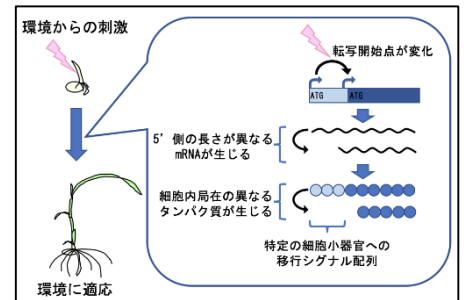 環境からの刺激
転写開始点が変化
ATG ATG
5’側の長さが異なる
mRNAが生じる
細胞内局在の異なる
タンパク質が生じる
特定の細胞小器官への
移行シグナル配列
環境に適応